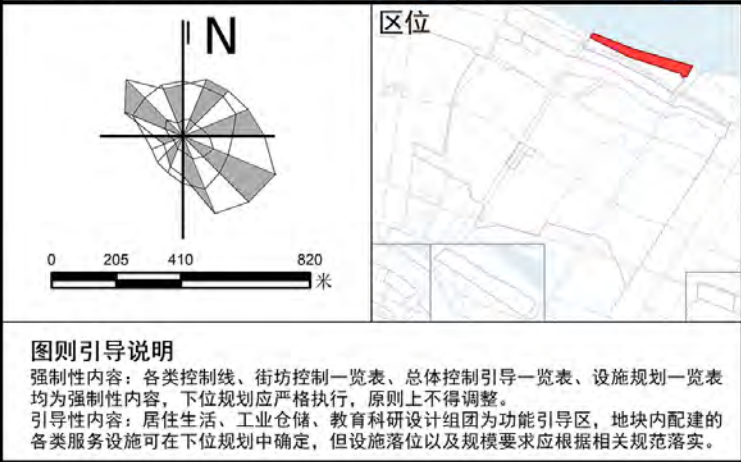 N
区位
0 205 410 820
米
图则引导说明
强制性内容：各类控制线、街坊控制一览表、总体控制引导一览表、设施规划一览表
均为强制性内容，下位规划应严格执行，原则上不得调整。
引导性内容：居住生活、工业仓储、教育科研设计组团为功能引导区，地块内配建的
各类服务设施可在下位规划中确定，但设施落位以及规模要求应根据相关规范落实。